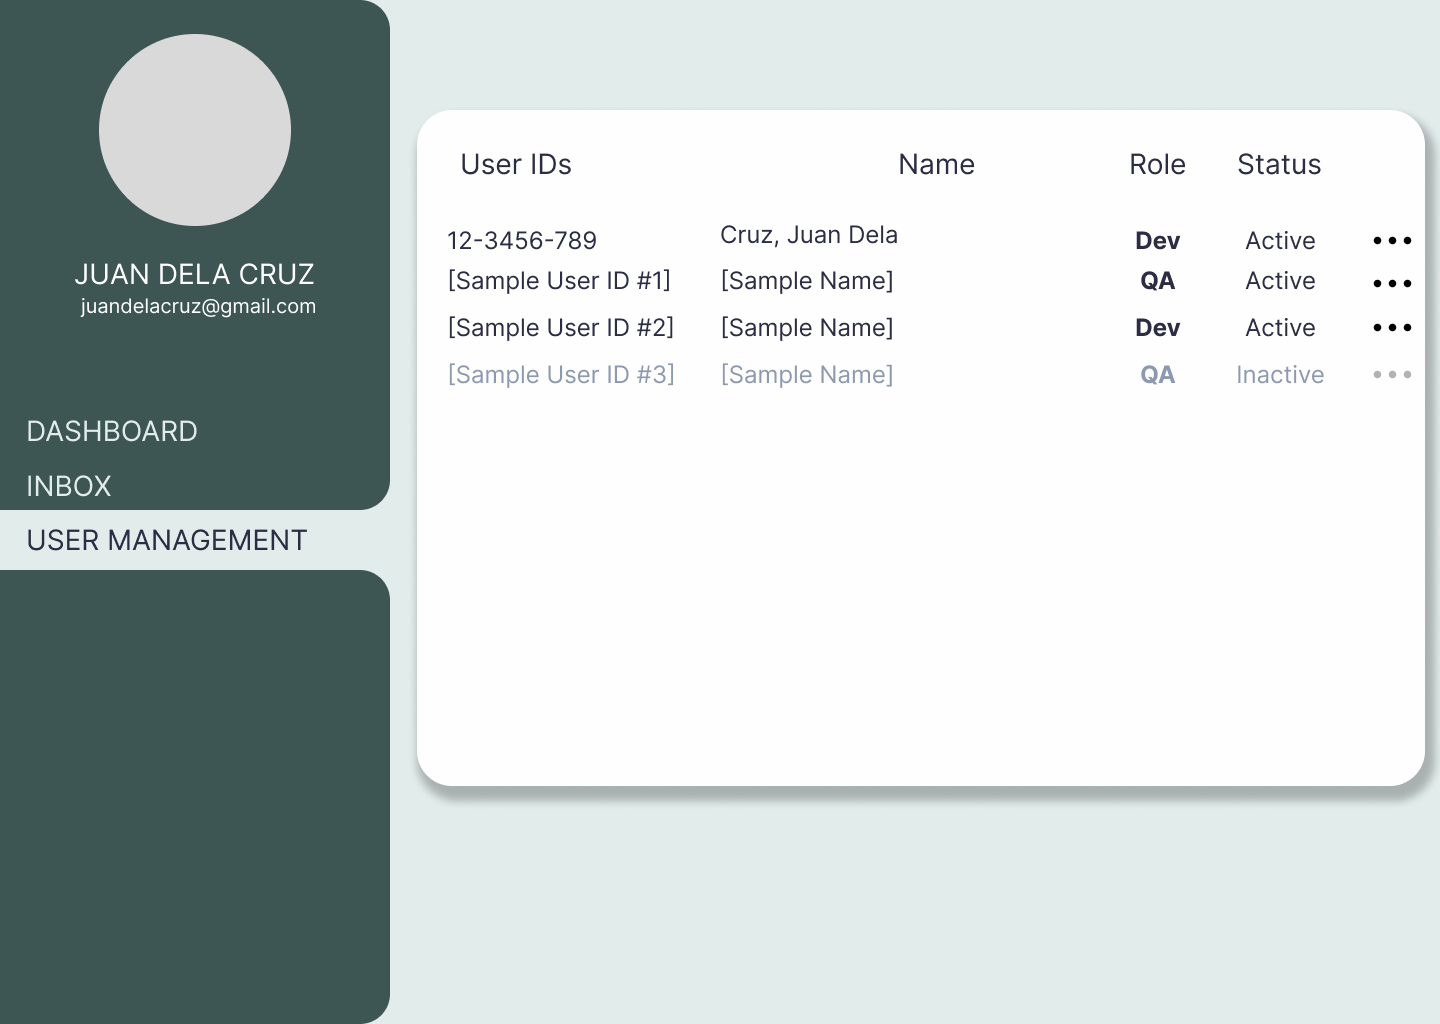 JUAN DELA CRUZ
juandelacruz@gmail.com
DASHBOARD
INBOX
USER MANAGEMENT
User IDs Name Role Status
12-3456-789 Cruz, Juan Dela Dev Active
[Sample User ID #1] [Sample Name] QA Active
[Sample User ID #2] [Sample Name] Dev Active
[Sample User ID #3] [Sample Name] QA Inactive